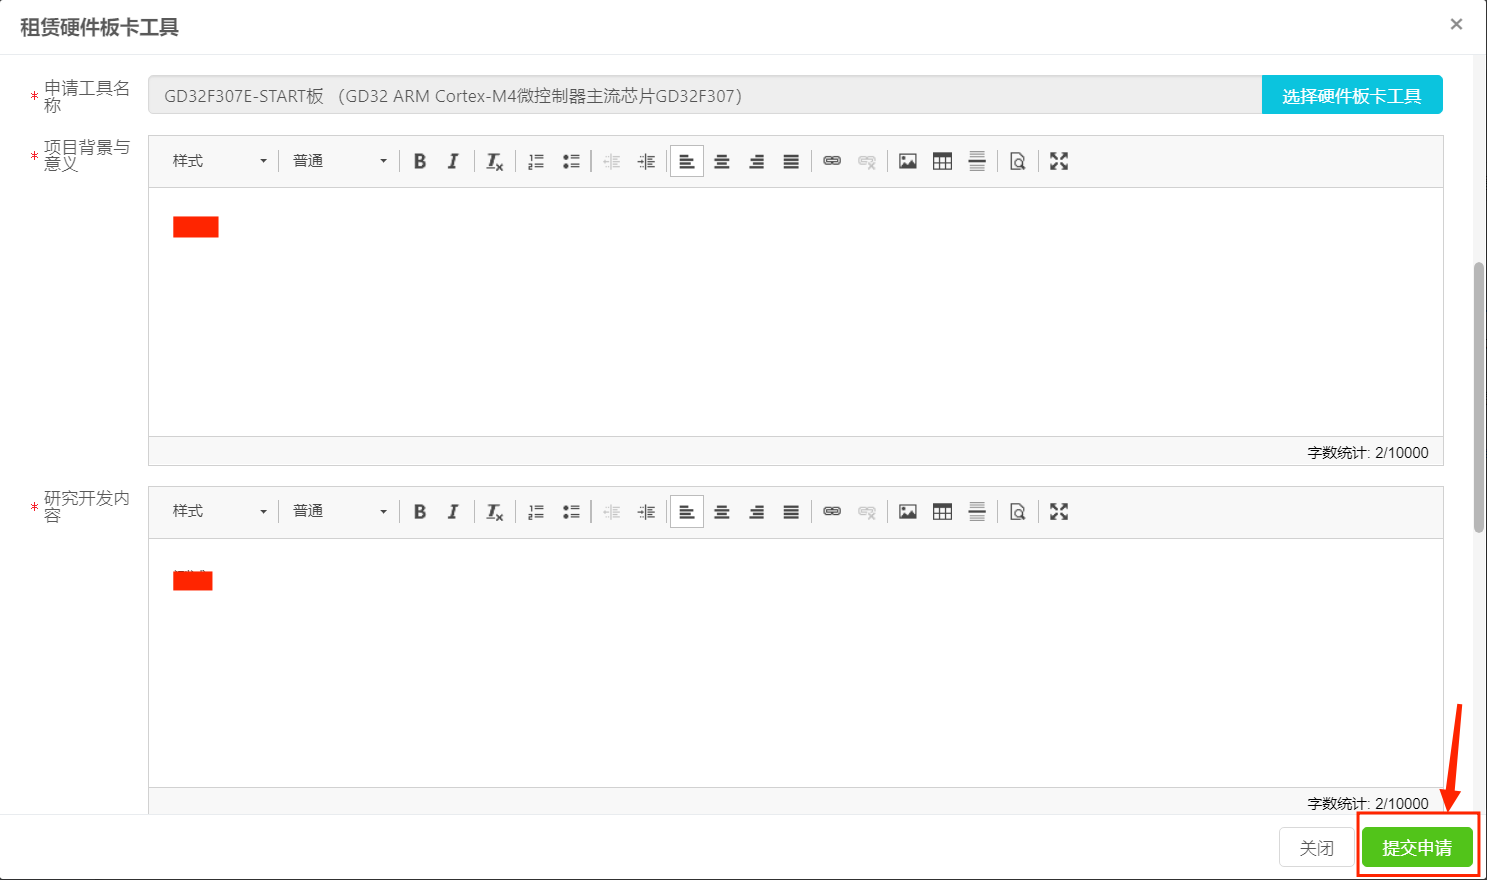 租赁硬件板卡工具
申请工具名
称
GD32F307E-START板 （GD32 ARM Cortex-M4微控制器主流芯片GD32F307）
选择硬件板卡工具
项目背景与
意义
样式 普通
字数统计: 2/10000
研究开发内
容
样式 普通
字数统计: 2/10000
关闭 提交申请